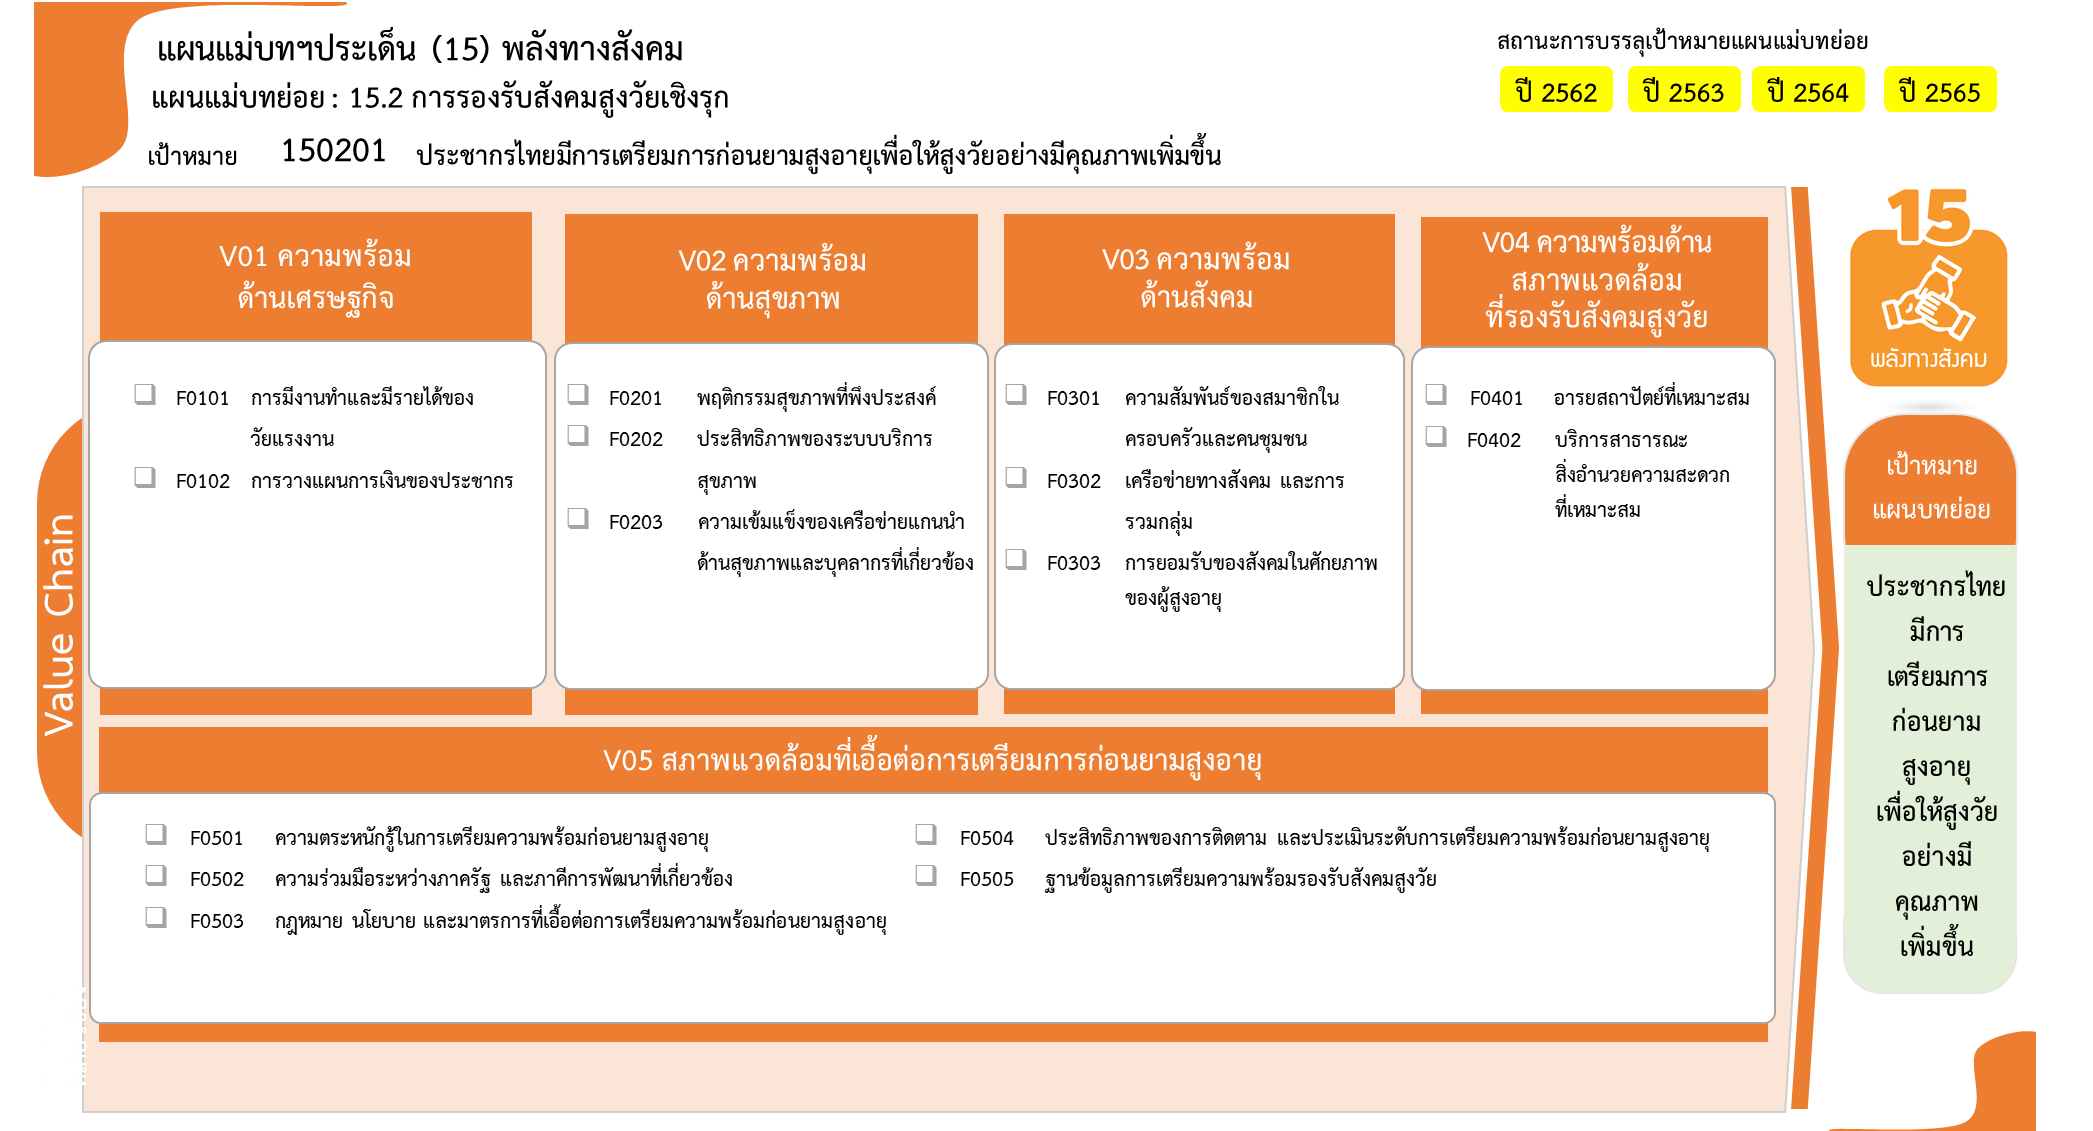 แผนแม่บทฯประเด็น (15) พลังทางสังคม
แผนแม่บทย่อย : 15.2 การรองรับสังคมสูงวัยเชิงรุก
เป้าหมาย 150201 ประชากรไทยมีการเตรียมการก่อนยามสูงอายุเพื่อให้สูงวัยอย่างมีคุณภาพเพิ่มขึ้น
สถานะการบรรลุเป้าหมายแผนแม่บทย่อย
ปี 2562 ปี 2563 ปี 2564 ปี 2565
Value Chain
V01 ความพร้อม
ด้านเศรษฐกิจ
F0101 การมีงานทำและมีรายได้ของ
วัยแรงงาน
F0102 การวางแผนการเงินของประชากร
V02 ความพร้อม
ด้านสุขภาพ
F0201 พฤติกรรมสุขภาพที่พึงประสงค์
F0202 ประสิทธิภาพของระบบบริการ
สุขภาพ
F0203 ความเข้มแข็งของเครือข่ายแกนนำ
ด้านสุขภาพและบุคลากรที่เกี่ยวข้อง
V03 ความพร้อม
ด้านสังคม
F0301 ความสัมพันธ์ของสมาชิกใน
ครอบครัวและคนชุมชน
F0302 เครือข่ายทางสังคม และการ
รวมกลุ่ม
F0303 การยอมรับของสังคมในศักยภาพ
ของผู้สูงอายุ
V04 ความพร้อมด้าน
สภาพแวดล้อม
ที่รองรับสังคมสูงวัย
F0401 อารยสถาปัตย์ที่เหมาะสม
F0402 บริการสาธารณะ
สิ่งอำนวยความสะดวก
ที่เหมาะสม
V05 สภาพแวดล้อมที่เอื้อต่อการเตรียมการก่อนยามสูงอายุ
F0501 ความตระหนักรู้ในการเตรียมความพร้อมก่อนยามสูงอายุ
F0502 ความร่วมมือระหว่างภาครัฐ และภาคีการพัฒนาที่เกี่ยวข้อง
F0503 กฎหมาย นโยบาย และมาตรการที่เอื้อต่อการเตรียมความพร้อมก่อนยามสูงอายุ
F0504 ประสิทธิภาพของการติดตาม และประเมินระดับการเตรียมความพร้อมก่อนยามสูงอายุ
F0505 ฐานข้อมูลการเตรียมความพร้อมรองรับสังคมสูงวัย
15
พลังทางสังคม
เป้าหมาย
แผนบทย่อย
ประชากรไทย
มีการ
เตรียมการ
ก่อนยาม
สูงอายุ
เพื่อให้สูงวัย
อย่างมี
คุณภาพ
เพิ่มขึ้น